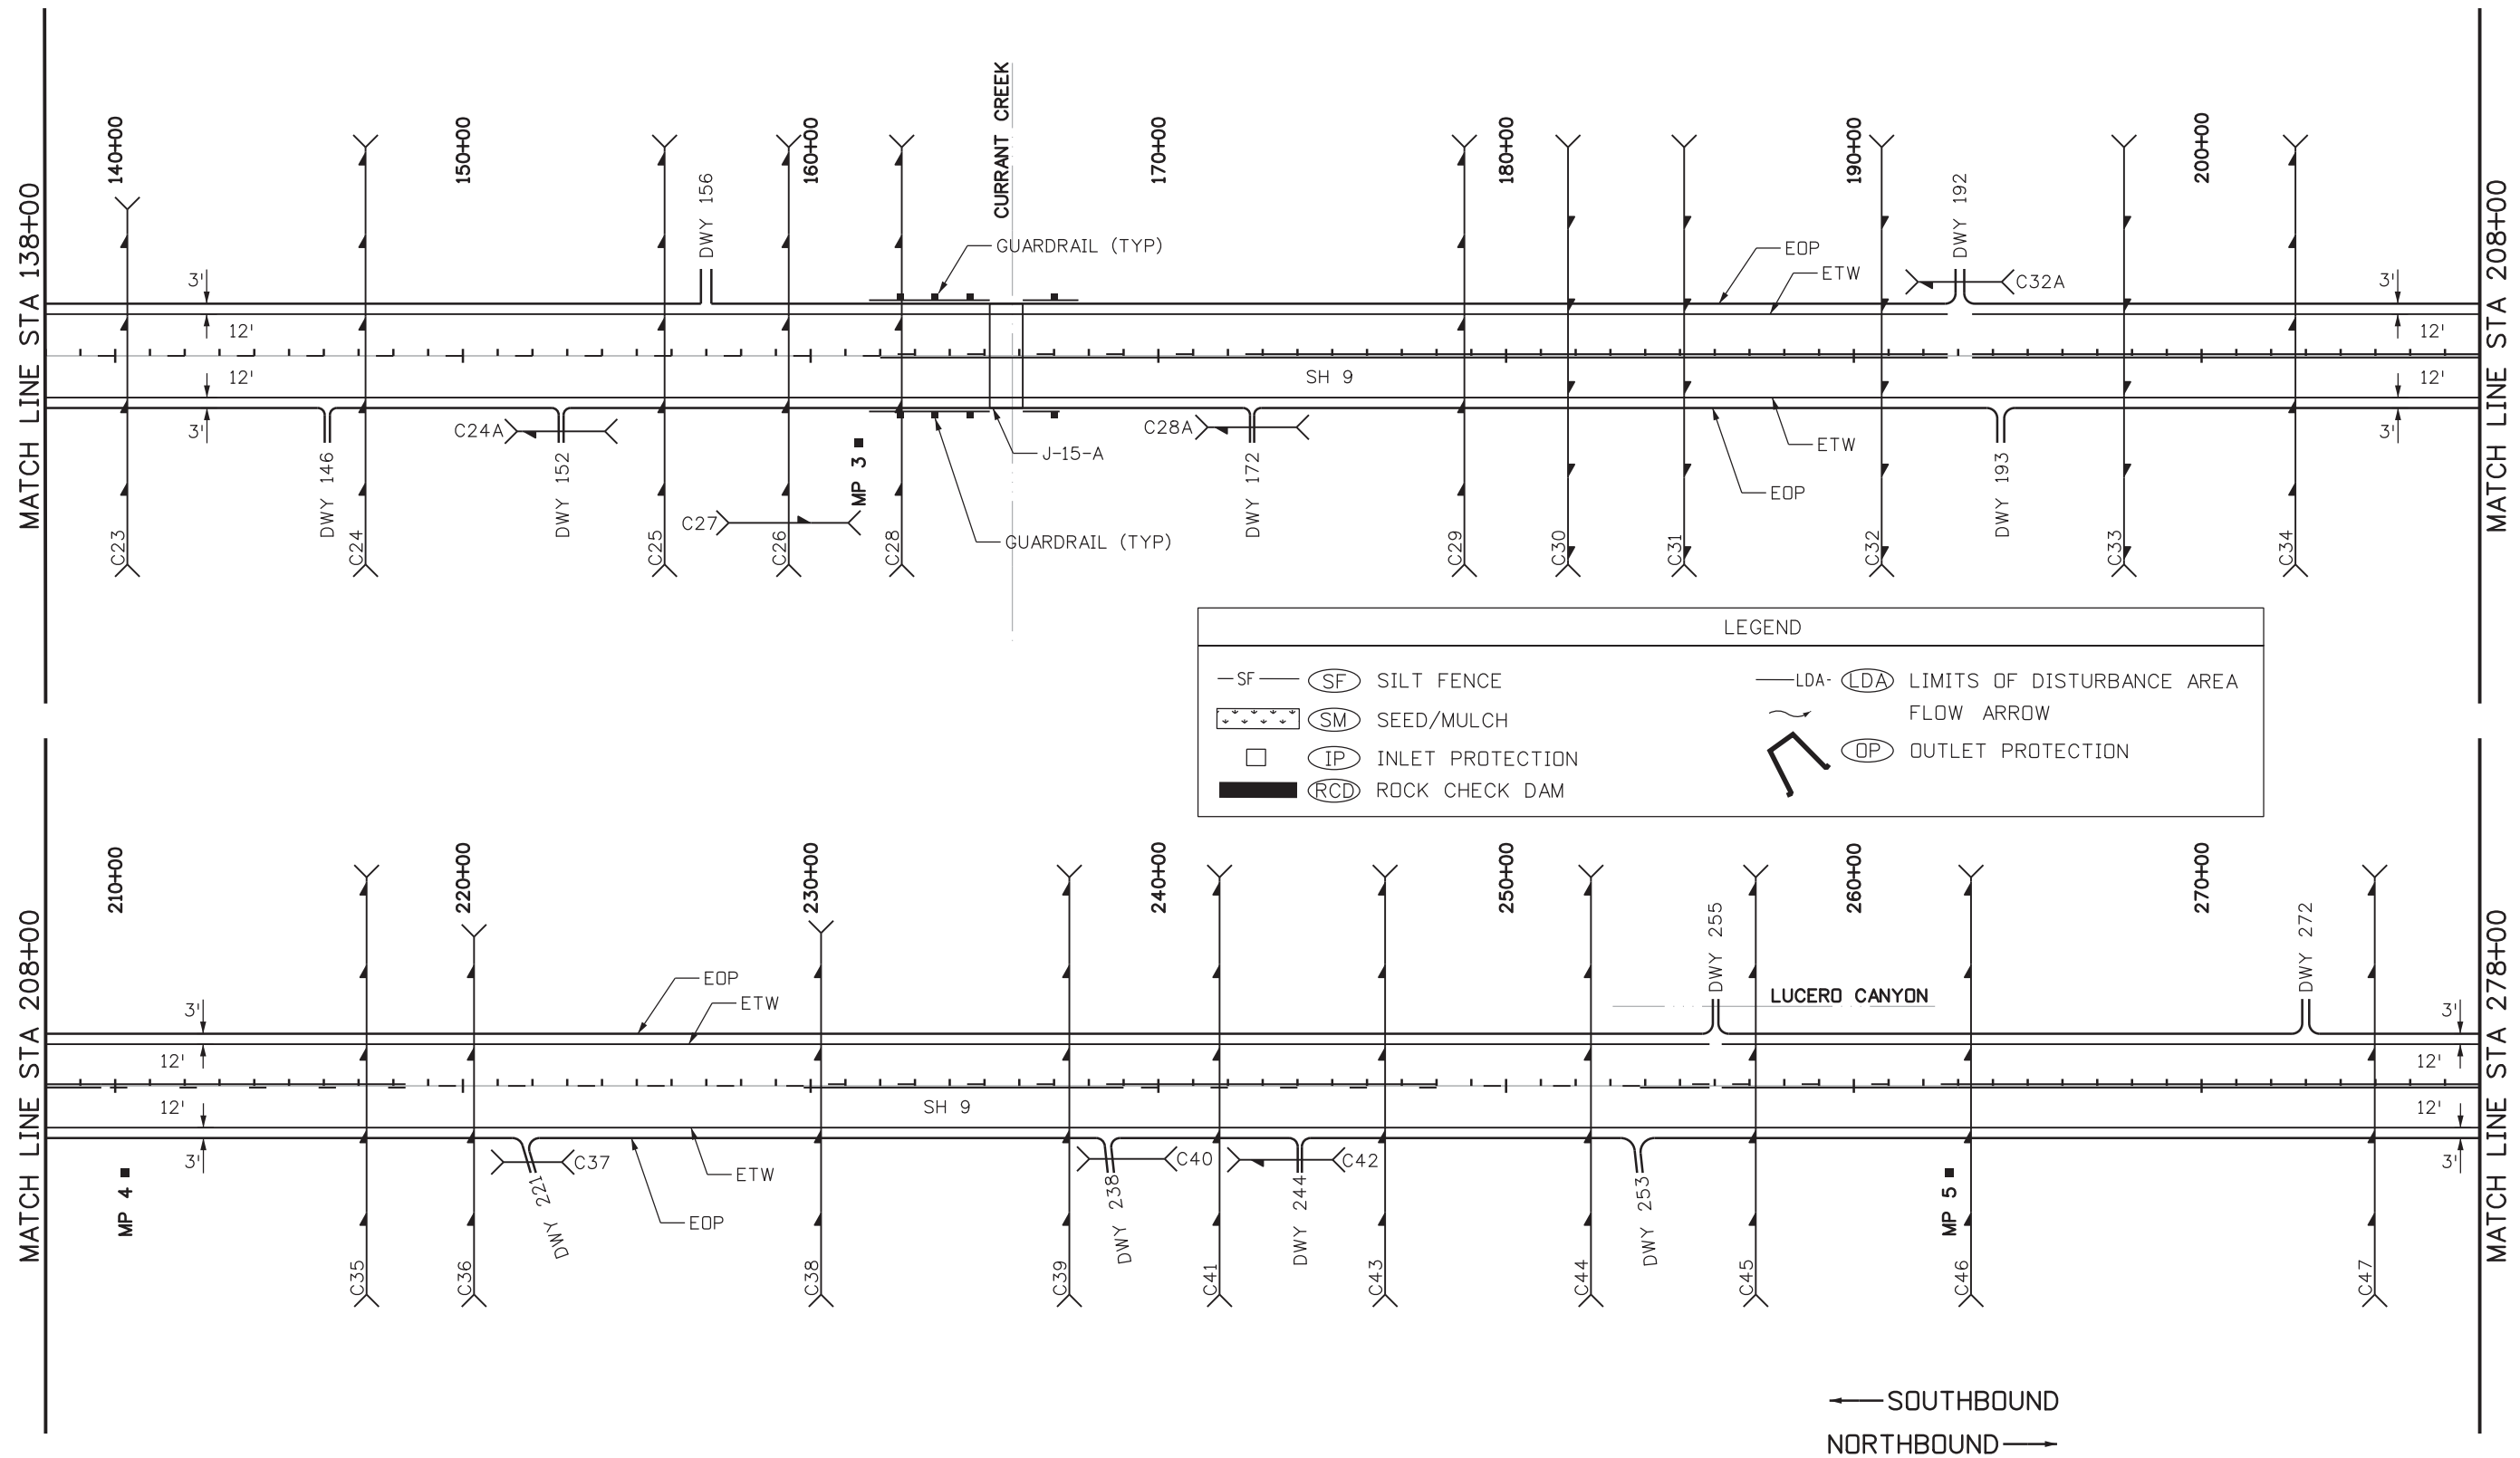 MATCH LINE STA 138+00
140+00
150+00
160+00
170+00
180+00
190+00
200+00
MATCH LINE STA 208+00
CURRANT CREEK
DWY 156
DWY 192
GUARDRAIL (TYP)
EOP
ETW
C32A
3'
12'
12'
3'
3'
12'
12'
3'
SH 9
C24A
C28A
J-15-A
ETW
EOP
MP 3
DWY 146
DWY 152
DWY 172
DWY 193
C27
GUARDRAIL (TYP)
C23
C24
C25
C26
C28
C29
C30
C31
C32
C33
C34
LEGEND
SF SF SILT FENCE
SM SEED/MULCH
IP INLET PROTECTION
RCD ROCK CHECK DAM
LDA LDA LIMITS OF DISTURBANCE AREA
FLOW ARROW
OP OUTLET PROTECTION
MATCH LINE STA 208+00
210+00
220+00
230+00
240+00
250+00
260+00
270+00
MATCH LINE STA 278+00
DWY 255
DWY 272
EOP
ETW
LUCERO CANYON
3'
12'
12'
3'
3'
12'
12'
3'
SH 9
C37
C40
C42
ETW
EOP
MP 4
DWY 221
DWY 238
DWY 244
DWY 253
MP 5
C35
C36
C38
C39
C41
C43
C44
C45
C46
C47
SOUTHBOUND
NORTHBOUND